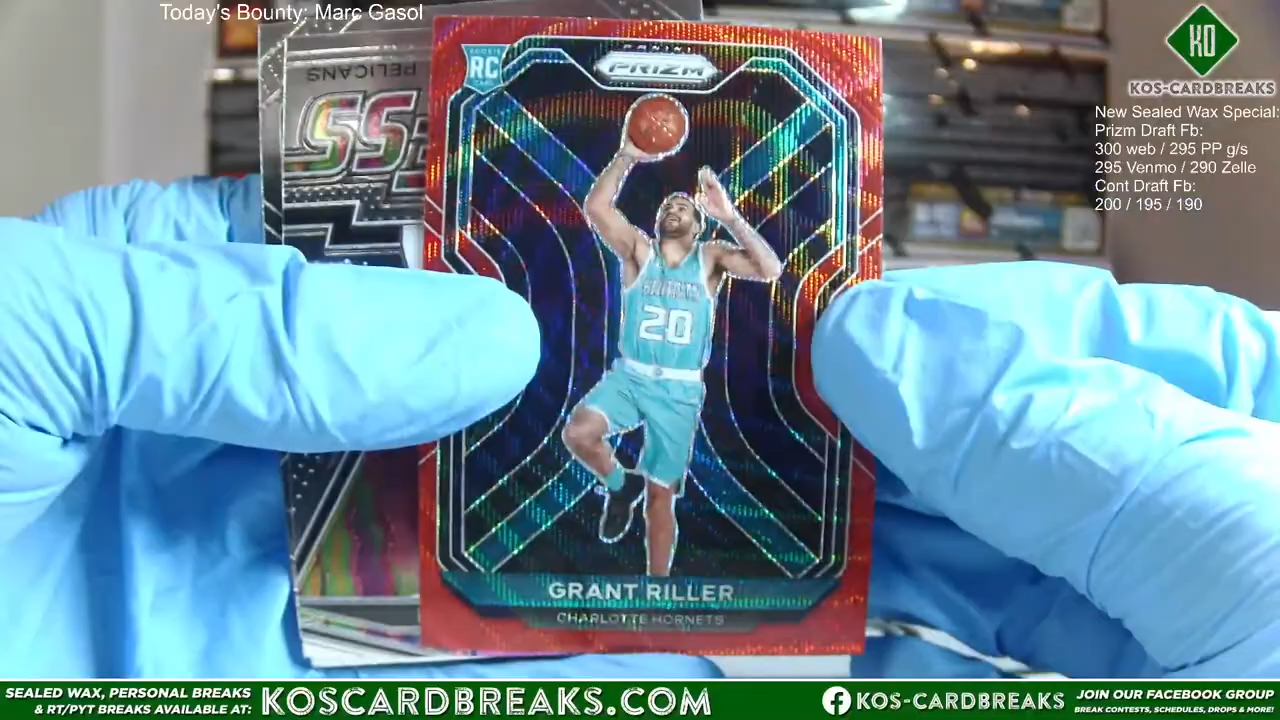 Today's Bounty: Marc Gasol
KO
KOS-CARDBREAKS
New Sealed Wax Special:
Prizm Draft Fb:
300 web / 295 PP g/s
295 Venmo / 290 Zelle
Cont Draft Fb:
200 / 195 / 190
PELICANS
ROOKIE
RC
PANINI
PRIZM
HORNETS
20
GRANT RILLER
CHARLOTTE HORNETS
SEALED WAX, PERSONAL BREAKS
& RT/PYT BREAKS AVAILABLE AT:
KOSCARDBREAKS.COM
KOS-CARDBREAKS
JOIN OUR FACEBOOK GROUP
BREAK CONTESTS, SCHEDULES, DROPS & MORE!